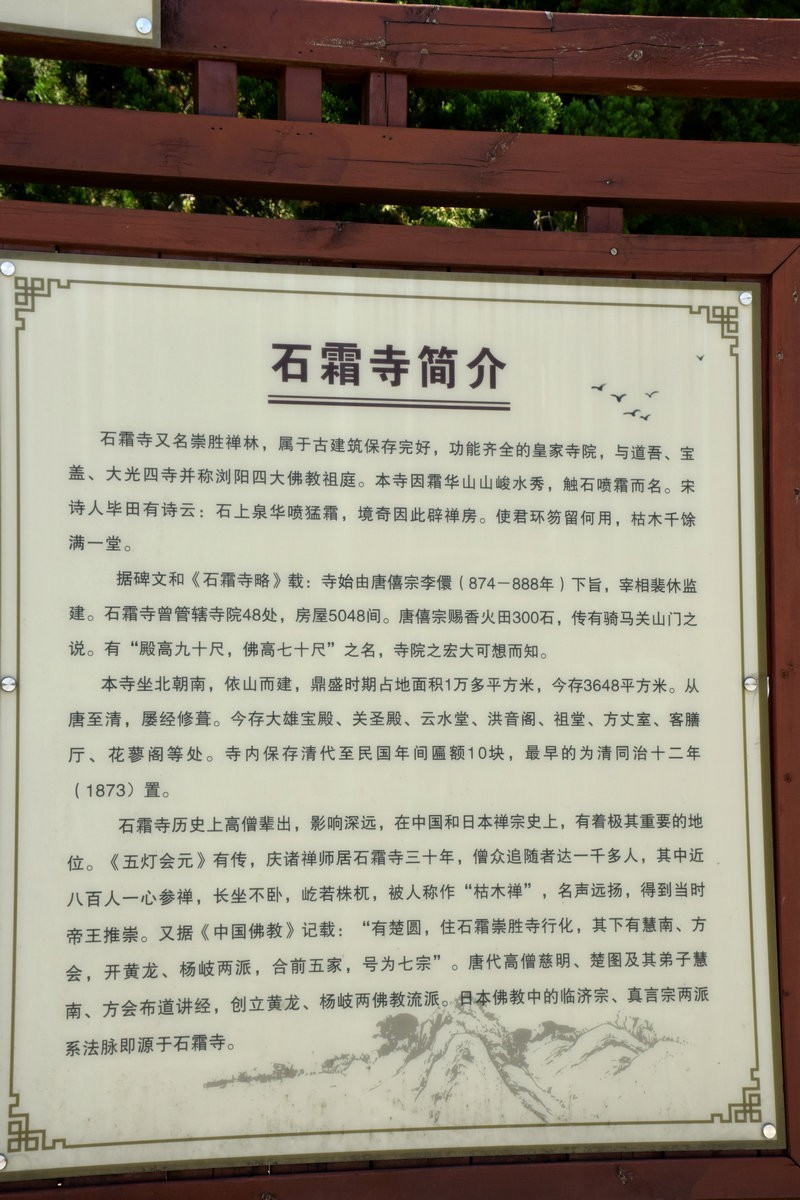 石霜寺简介
石霜寺又名崇胜禅林，属于古建筑保存完好，功能齐全的皇家寺院，与道吾、宝
盖、大光四寺并称浏阳四大佛教祖庭。本寺因霜华山山峻水秀，触石喷霜而名。宋
诗人毕田有诗云：石上泉华喷猛霜，境奇因此辟禅房。使君环笏留何用，枯木千馀
满一堂。
据碑文和《石霜寺略》载：寺始由唐僖宗李儇（874－888年）下旨，宰相裴休监
建。石霜寺曾管辖寺院48处，房屋5048间。唐僖宗赐香火田300石，传有骑马关山门之
说。有“殿高九十尺，佛高七十尺”之名，寺院之宏大可想而知。
本寺坐北朝南，依山而建，鼎盛时期占地面积1万多平方米，今存3648平方米。从
唐至清，屡经修葺。今存大雄宝殿、关圣殿、云水堂、洪音阁、祖堂、方丈室、客膳
厅、花蓼阁等处。寺内保存清代至民国年间匾额10块，最早的为清同治十二年
（1873）置。
石霜寺历史上高僧辈出，影响深远，在中国和日本禅宗史上，有着极其重要的地
位。《五灯会元》有传，庆诸禅师居石霜寺三十年，僧众追随者达一千多人，其中近
八百人一心参禅，长坐不卧，屹若株杌，被人称作“枯木禅”，名声远扬，得到当时
帝王推崇。又据《中国佛教》记载：“有楚圆，住石霜崇胜寺行化，其下有慧南、方
会，开黄龙、杨岐两派，合前五家，号为七宗”。唐代高僧慈明、楚图及其弟子慧
南、方会布道讲经，创立黄龙、杨岐两佛教流派。日本佛教中的临济宗、真言宗两派
系法脉即源于石霜寺。